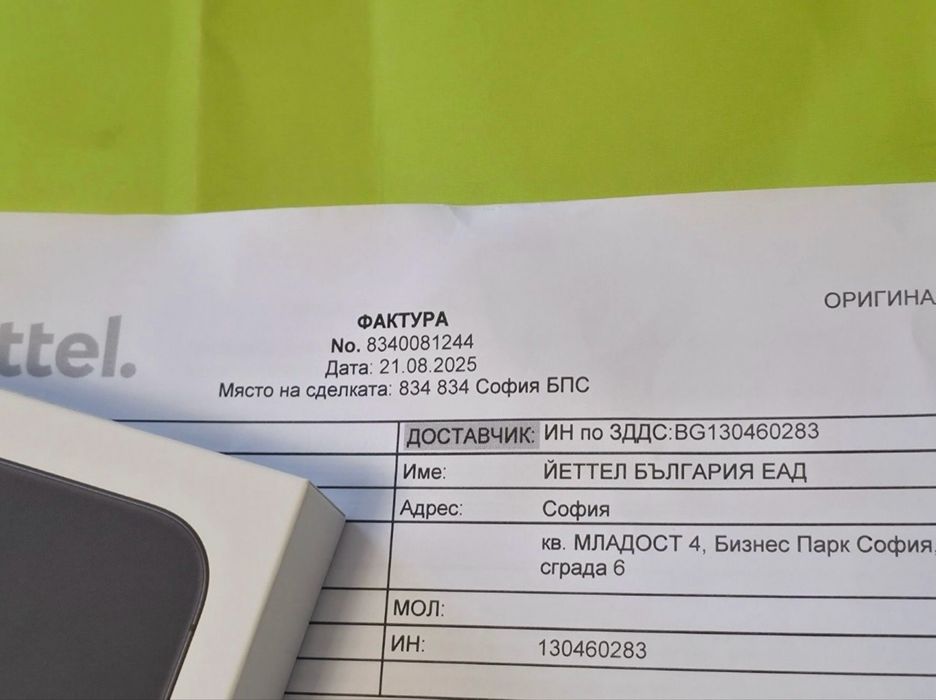 ttel.
ОРИГИНА
ФАКТУРА
No. 8340081244
Дата: 21.08.2025
Място на сделката: 834 834 София БПС
ДОСТАВЧИК: ИН по ЗДДС:BG130460283
Име: ЙЕТТЕЛ БЪЛГАРИЯ ЕАД
Адрес: София
кв. МЛАДОСТ 4, Бизнес Парк София,
сграда 6
МОЛ:
ИН: 130460283